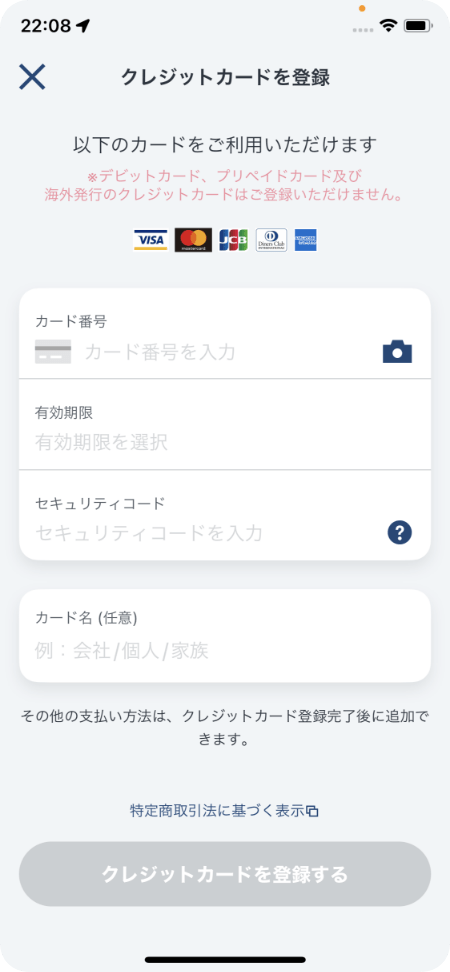 22:08
クレジットカードを登録
以下のカードをご利用いただけます
※デビットカード、プリペイドカード及び
海外発行のクレジットカードはご登録いただけません。
VISA mastercard JCB Diners Club
カード番号
カード番号を入力
有効期限
有効期限を選択
セキュリティコード
セキュリティコードを入力
?
カード名 (任意)
例：会社/個人/家族
その他の支払い方法は、クレジットカード登録完了後に追加で
きます。
特定商取引法に基づく表示
クレジットカードを登録する